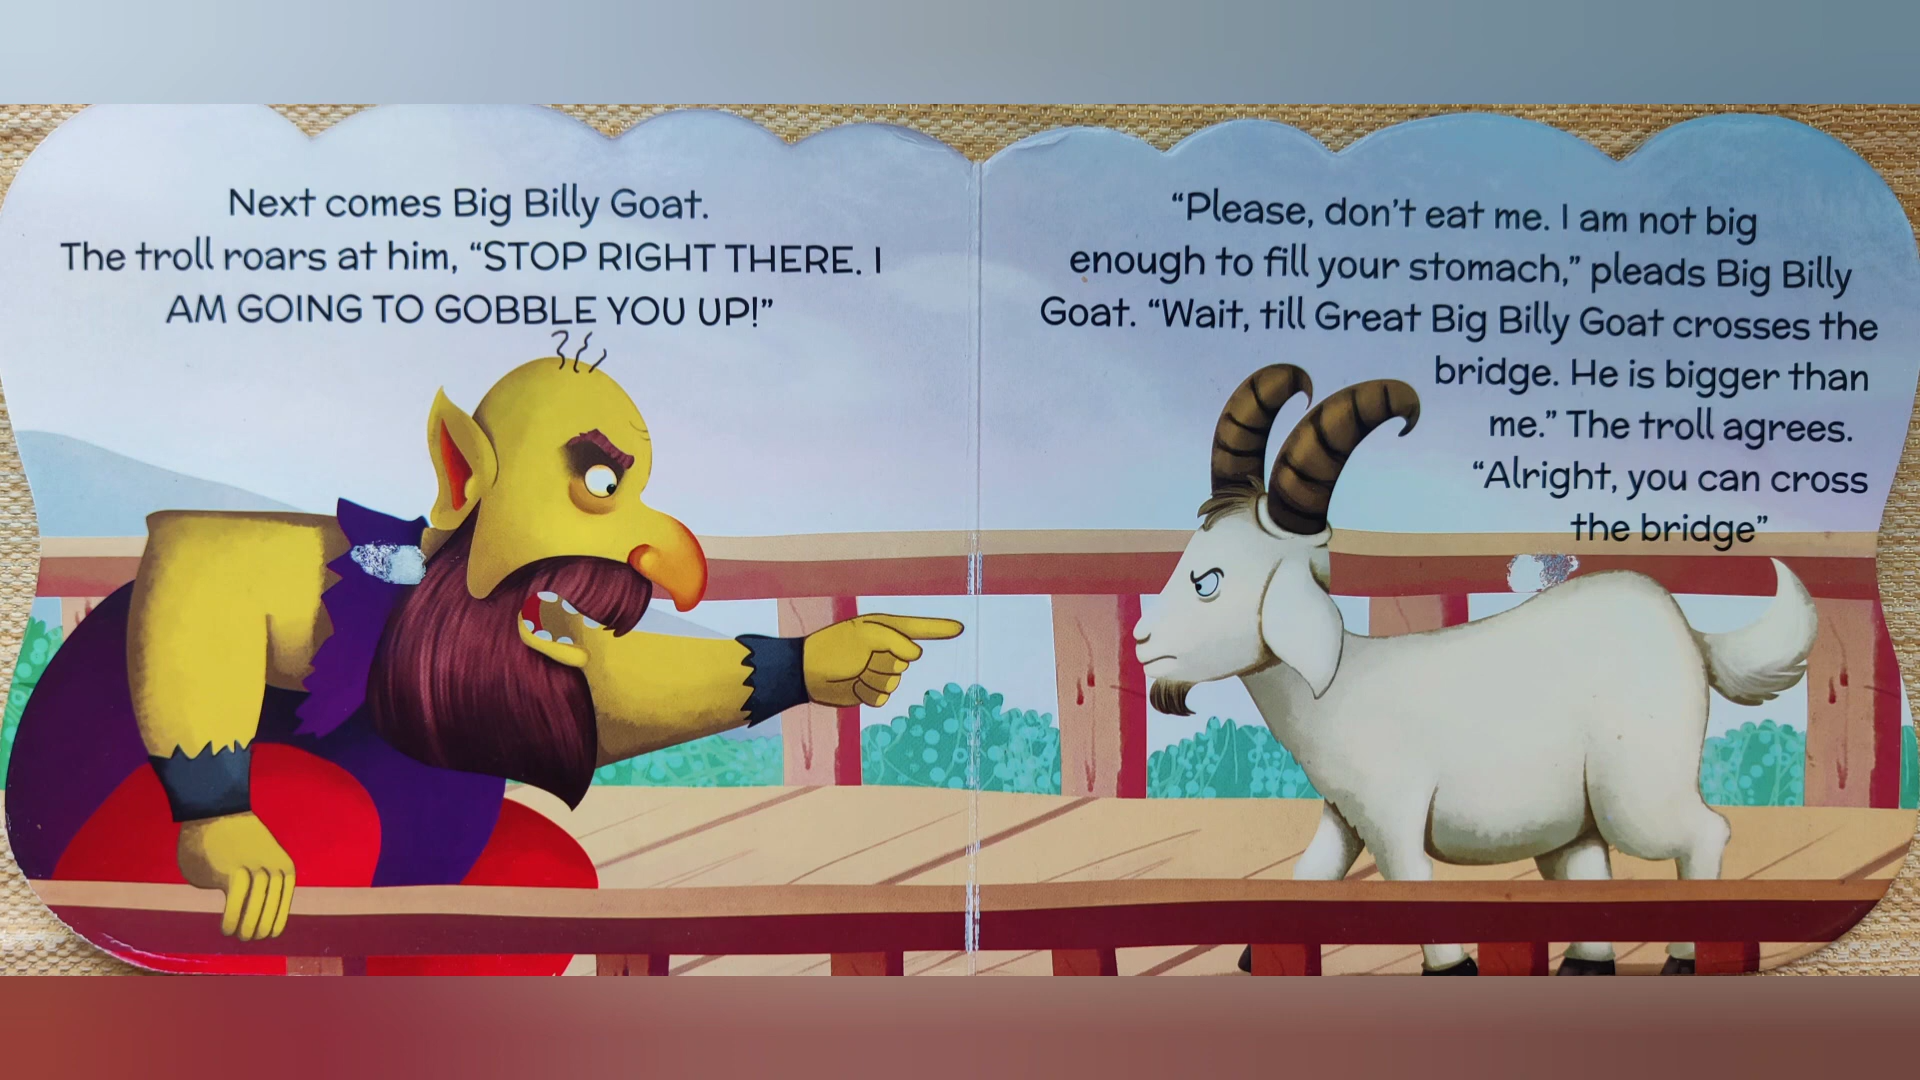 Next comes Big Billy Goat.
The troll roars at him, “STOP RIGHT THERE. I
AM GOING TO GOBBLE YOU UP!”
“Please, don’t eat me. I am not big
enough to fill your stomach,” pleads Big Billy
Goat. “Wait, till Great Big Billy Goat crosses the
bridge. He is bigger than
me.” The troll agrees.
“Alright, you can cross
the bridge”